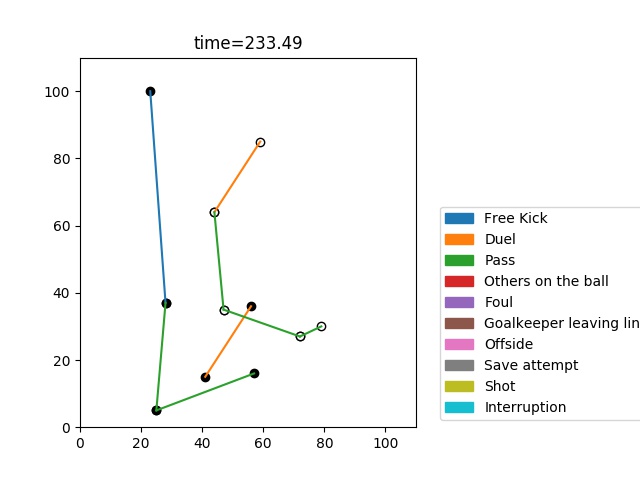 time=233.49
100
80
60
40
20
0
0 20 40 60 80 100
Free Kick
Duel
Pass
Others on the ball
Foul
Goalkeeper leaving lin
Offside
Save attempt
Shot
Interruption